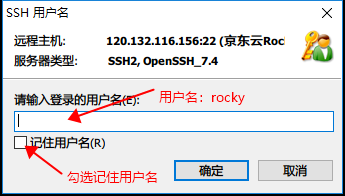 SSH 用户名
远程主机: 120.132.116.156:22 (京东云Roc
服务器类型: SSH2, OpenSSH_7.4
请输入登录的用户名(E): 用户名：rocky
记住用户名(R)
勾选记住用户名
确定 取消